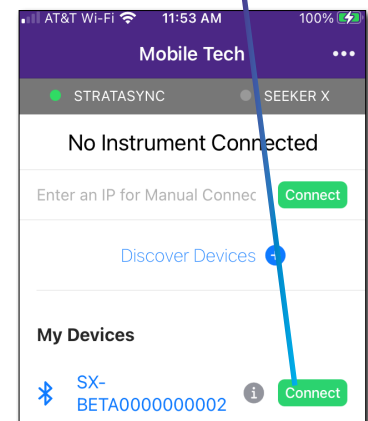 AT&T Wi-Fi 11:53 AM 100%
Mobile Tech
STRATASYNC SEEKER X
No Instrument Connected
Enter an IP for Manual Connec Connect
Discover Devices +
My Devices
SX-
BETA0000000002 i Connect